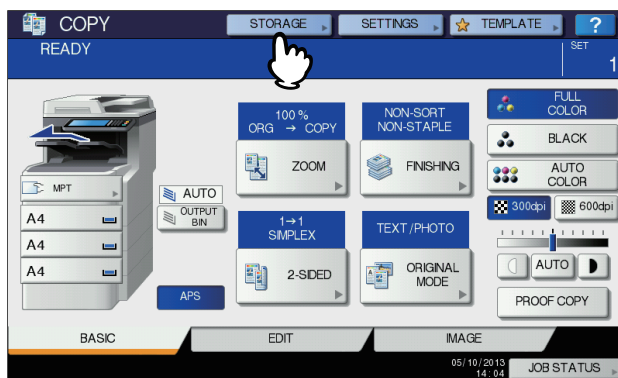 COPY
STORAGE
SETTINGS
TEMPLATE
?
READY
SET
1
100 %
ORG → COPY
ZOOM
NON-SORT
NON-STAPLE
FINISHING
FULL
COLOR
BLACK
AUTO
COLOR
300dpi
600dpi
MPT
A4
A4
A4
AUTO
OUTPUT
BIN
APS
1→1
SIMPLEX
2-SIDED
TEXT/PHOTO
ORIGINAL
MODE
AUTO
PROOF COPY
BASIC
EDIT
IMAGE
05/10/2013
14:04
JOB STATUS